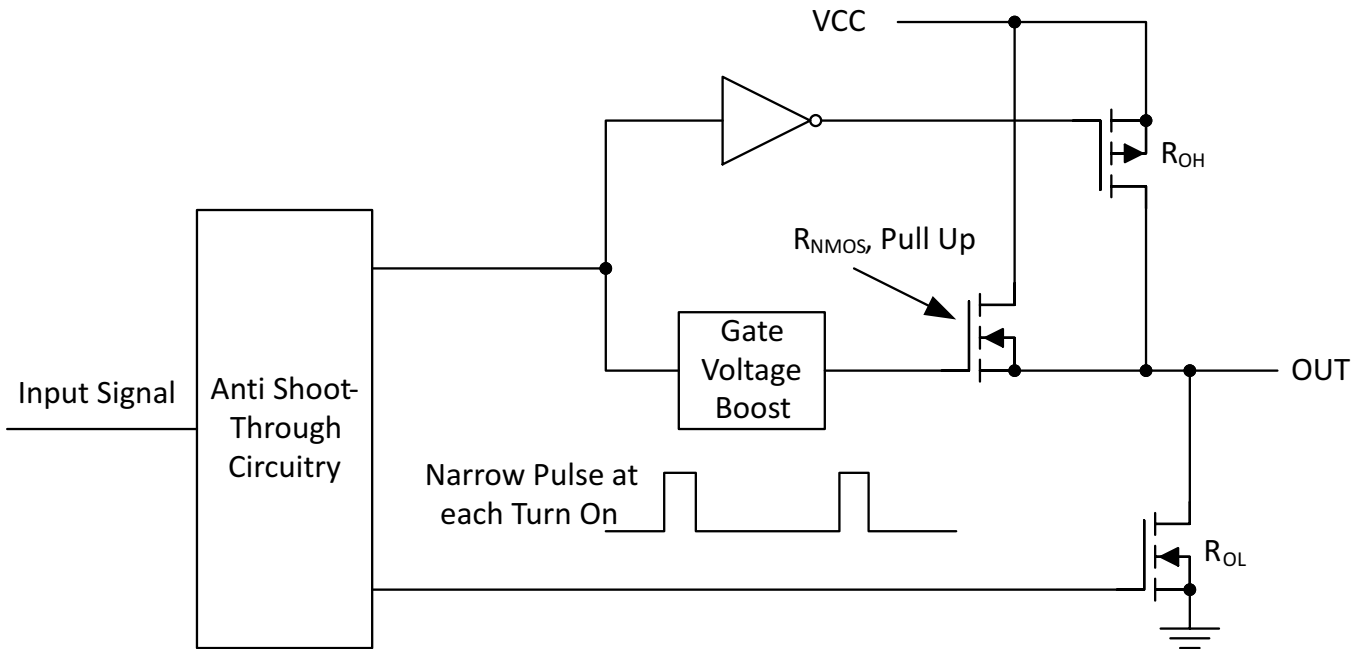 VCC
R_OH
R_NMOS, Pull Up
Gate
Voltage
Boost
OUT
Input Signal
Anti Shoot-
Through
Circuitry
Narrow Pulse at
each Turn On
R_OL